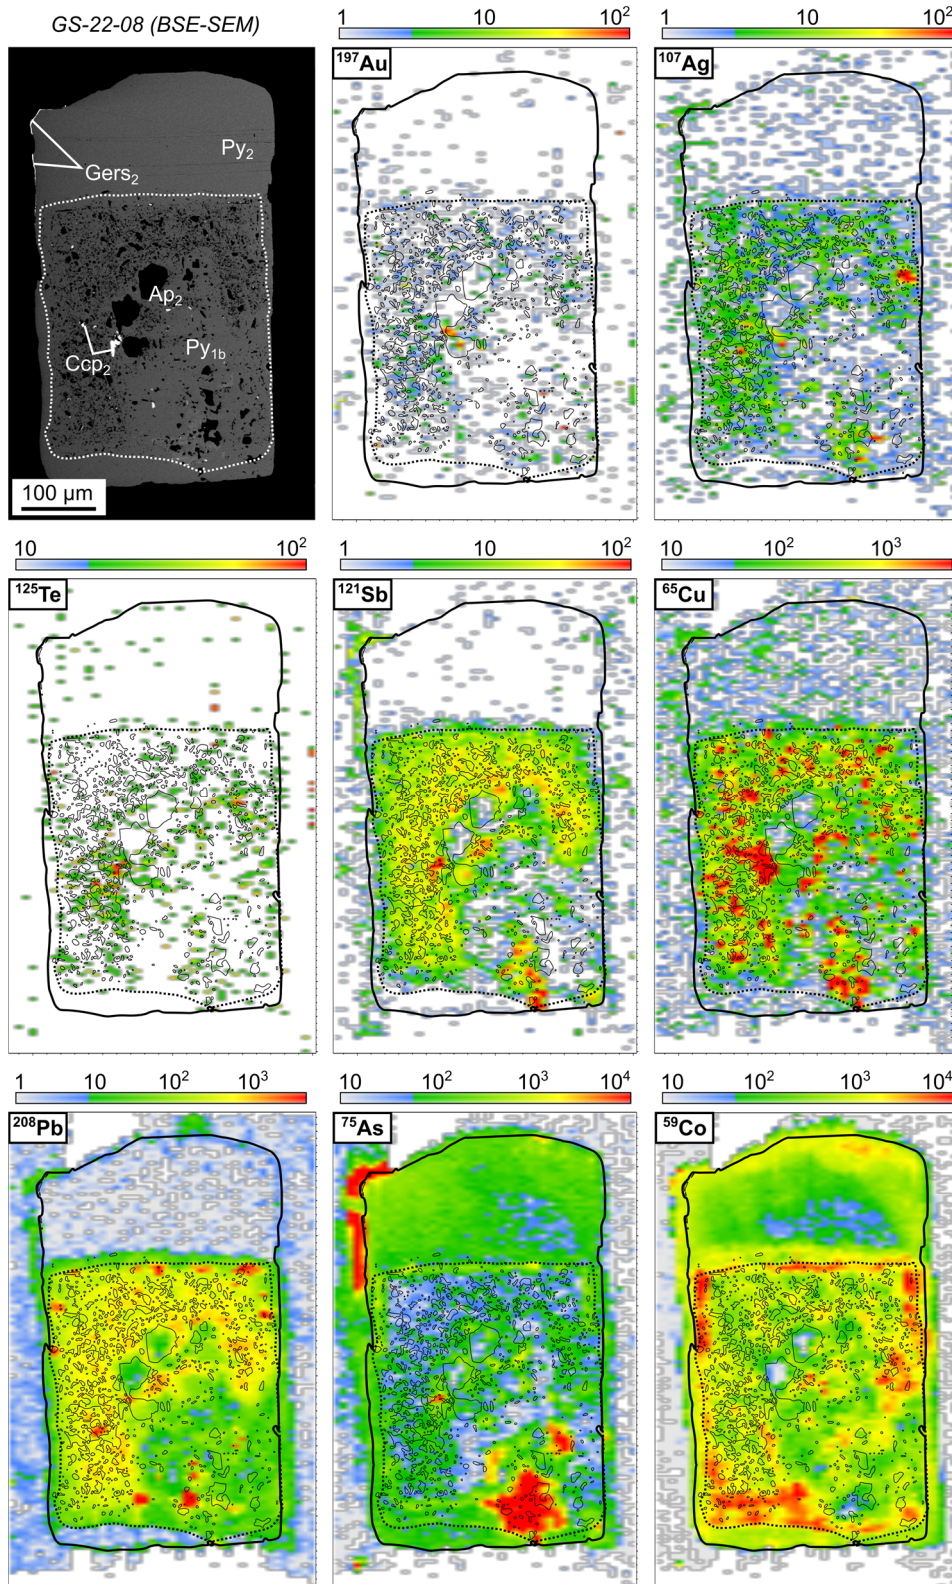 GS-22-08 (BSE-SEM)
1 10 10²
1 10 10²
¹⁹⁷Au
¹⁰⁷Ag
Py₂
Gers₂
Ap₂
Py₁b
Ccp₂
100 µm
10 10²
1 10 10²
10 10² 10³
¹²⁵Te
¹²¹Sb
⁶⁵Cu
1 10 10² 10³
10 10² 10³ 10⁴
10 10² 10³ 10⁴
²⁰⁸Pb
⁷⁵As
⁵⁹Co